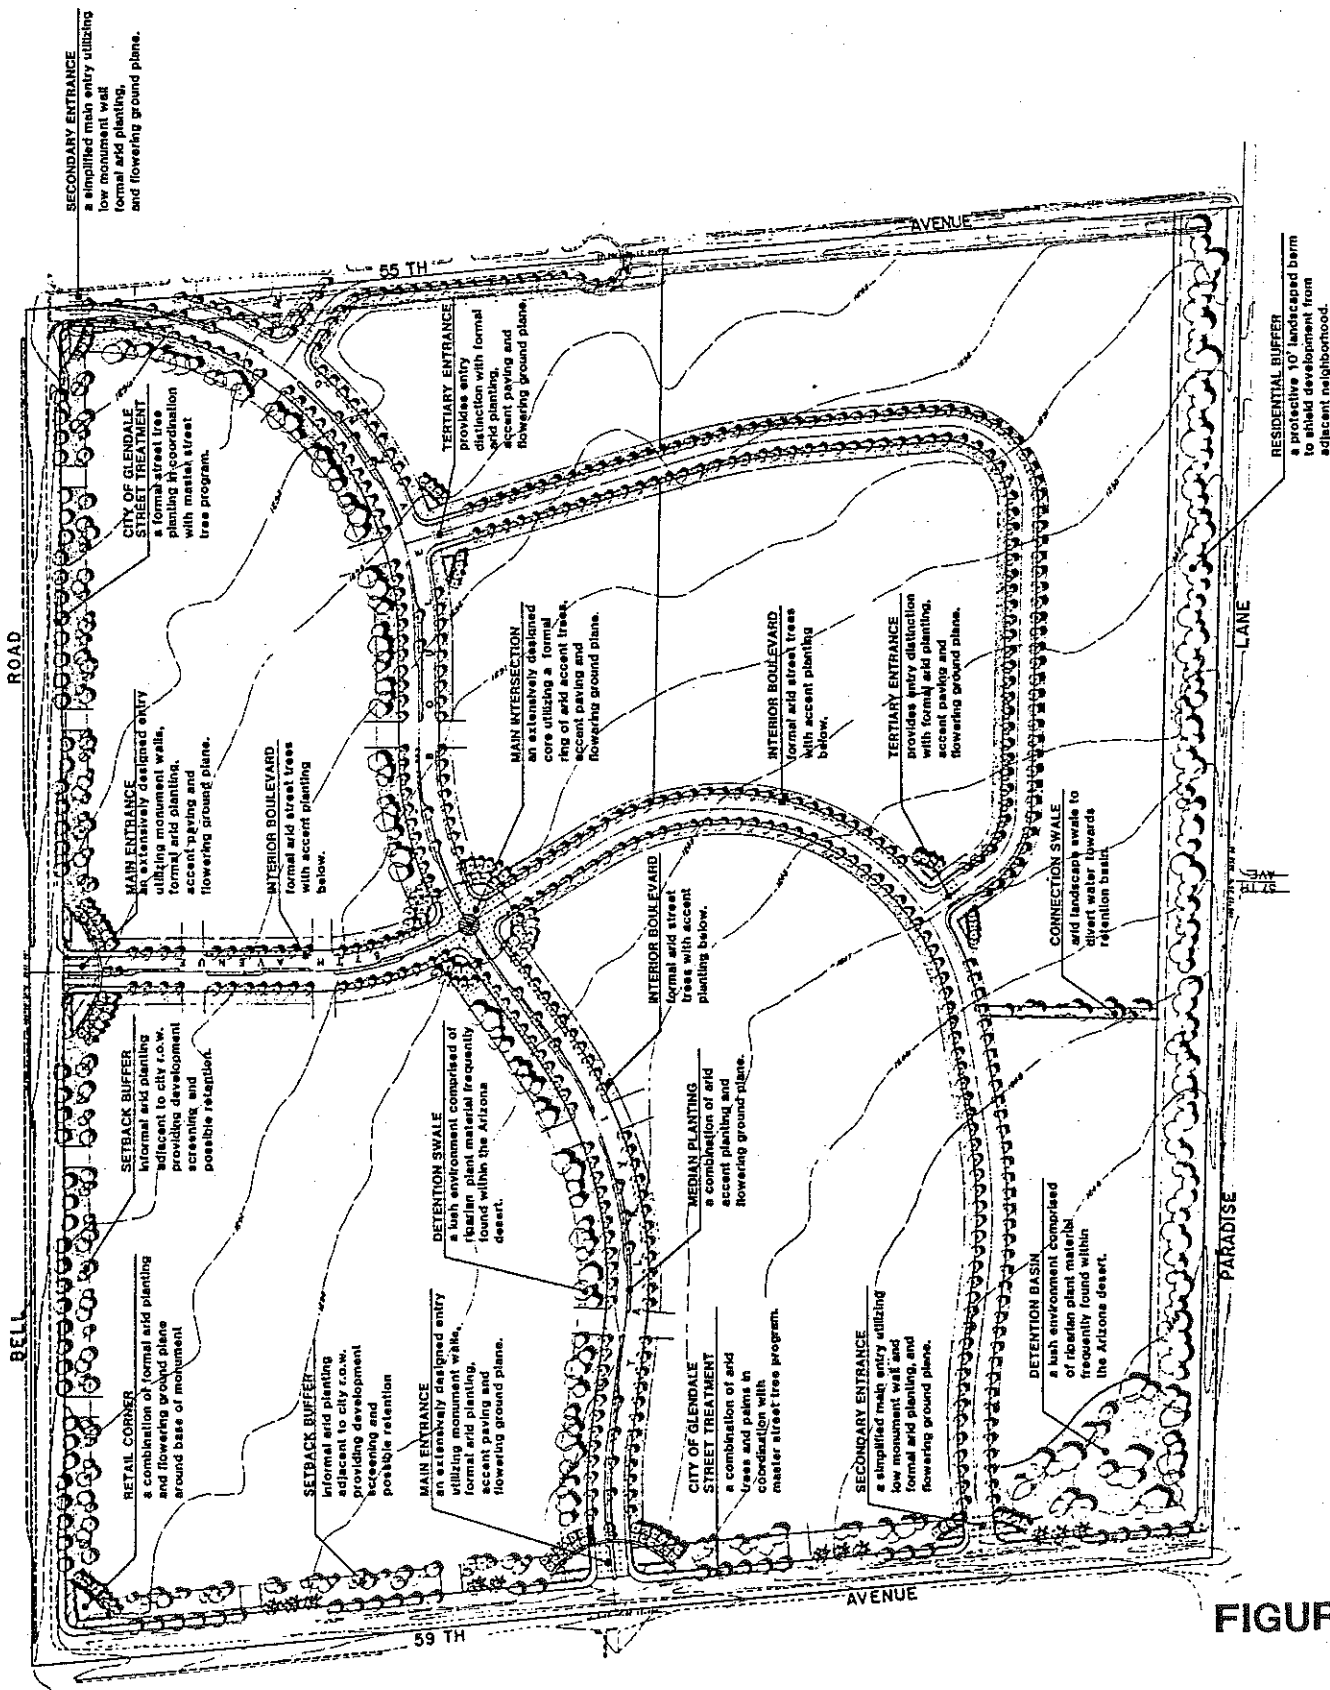 SECONDARY ENTRANCE
a simplified main entry utilizing
low monument wall
formal arid planting,
and flowering ground plane.
ROAD
BELL
55 TH
AVENUE
CITY OF GLENDALE
STREET TREATMENT
a formal street tree
planting in coordination
with master street
tree program.
TERTIARY ENTRANCE
provides entry
distinction with formal
arid planting,
accent paving and
flowering ground plane.
MAIN ENTRANCE
an extensively designed entry
utilizing monument walls,
formal arid planting,
accent paving and
flowering ground plane.
INTERIOR BOULEVARD
formal arid street trees
with accent planting
below.
MAIN INTERSECTION
an extensively designed
core utilizing a formal
ring of arid accent trees,
accent paving and
flowering ground plane.
INTERIOR BOULEVARD
formal arid street trees
with accent planting
below.
TERTIARY ENTRANCE
provides entry distinction
with formal arid planting,
accent paving and
flowering ground plane.
RESIDENTIAL BUFFER
a protective 10' landscaped berm
to shield development from
adjacent neighborhood.
SETBACK BUFFER
informal arid planting
adjacent to city r.o.w.
providing development
screening and
possible retention.
INTERIOR BOULEVARD
formal arid street
trees with accent
planting below.
CONNECTION SWALE
arid landscape swale to
divert water towards
retention basin.
57 TH
AVE
RETAIL CORNER
a combination of formal arid planting
and flowering ground plane
around base of monument
DETENTION SWALE
a lush environment comprised of
riparian plant material frequently
found within the Arizona
desert.
MEDIAN PLANTING
a combination of arid
accent planting and
flowering ground plane.
SETBACK BUFFER
informal arid planting
adjacent to city r.o.w.
providing development
screening and
possible retention
MAIN ENTRANCE
an extensively designed entry
utilizing monument walls,
formal arid planting,
accent paving and
flowering ground plane.
CITY OF GLENDALE
STREET TREATMENT
a combination of arid
trees and palms in
coordination with
master street tree program.
SECONDARY ENTRANCE
a simplified main entry utilizing
low monument wall and
formal arid planting, and
flowering ground plane.
DETENTION BASIN
a lush environment comprised
of riparian plant material
frequently found within
the Arizona desert.
PARADISE
LANE
59 TH
AVENUE
FIGUR